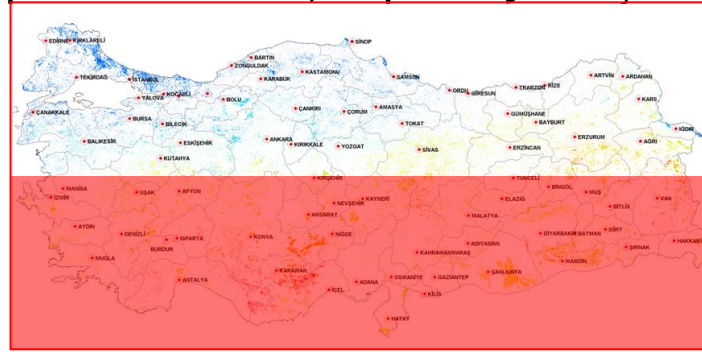 SİNOP
EDİRNE KIRKLARELİ
BARTIN
ZONGULDAK
KASTAMONU
KARABÜK
TEKİRDAĞ
İSTANBUL
SAMSUN
ARTVİN
ARDAHAN
TRABZON RİZE
ORDU
GİRESUN
KOCAELİ
YALOVA
BOLU
KARS
ÇANAKKALE
ÇANKIRI
ÇORUM
AMASYA
GÜMÜŞHANE
BURSA
BİLECİK
TOKAT
BAYBURT
IĞDIR
BALIKESİR
ESKİŞEHİR
ANKARA
KIRIKKALE
YOZGAT
SİVAS
ERZİNCAN
ERZURUM
AĞRI
KÜTAHYA
KIRŞEHİR
TUNCELİ
MANİSA
UŞAK
AFYON
BİNGÖL
MUŞ
İZMİR
NEVŞEHİR
KAYSERİ
ELAZIĞ
VAN
BİTLİS
AKSARAY
MALATYA
AYDIN
DENİZLİ
ISPARTA
KONYA
NİĞDE
DİYARBAKIR BATMAN
SİİRT
BURDUR
ADIYAMAN
HAKKARİ
ŞIRNAK
KAHRAMANMARAŞ
MUĞLA
MARDİN
KARAMAN
ŞANLIURFA
ANTALYA
ADANA
OSMANİYE
GAZİANTEP
İÇEL
KİLİS
HATAY